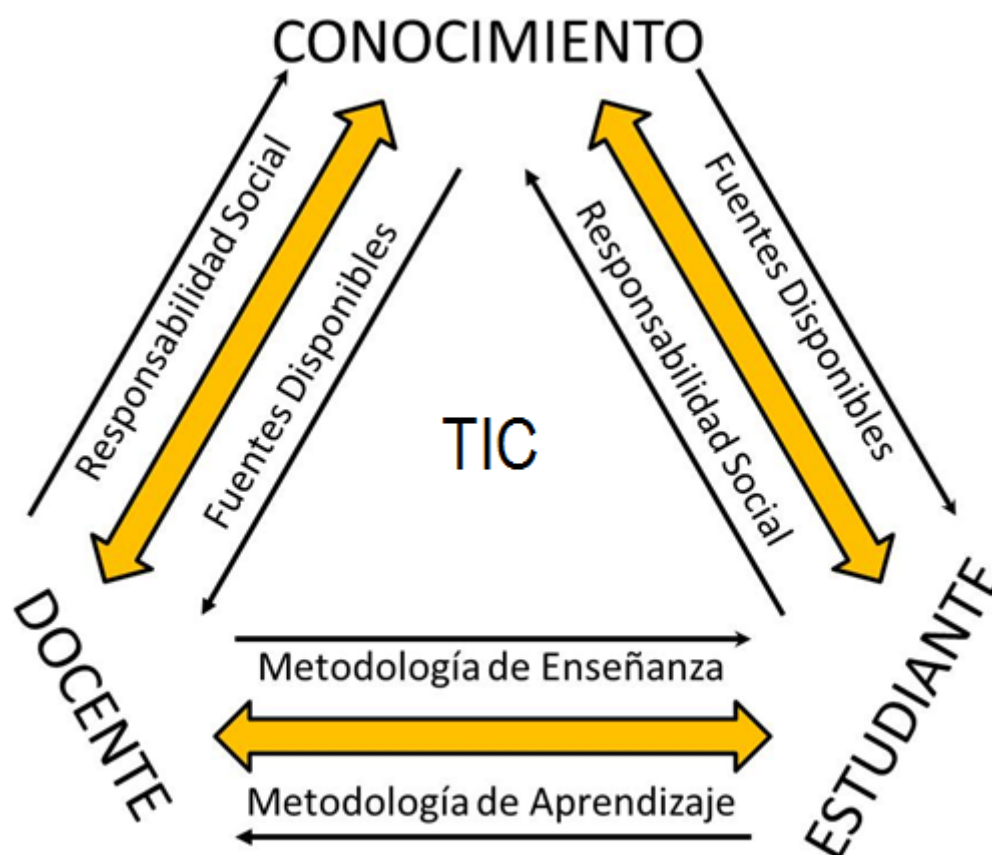 CONOCIMIENTO
Responsabilidad Social
Fuentes Disponibles
Responsabilidad Social
Fuentes Disponibles
TIC
DOCENTE
Metodología de Enseñanza
Metodología de Aprendizaje
ESTUDIANTE